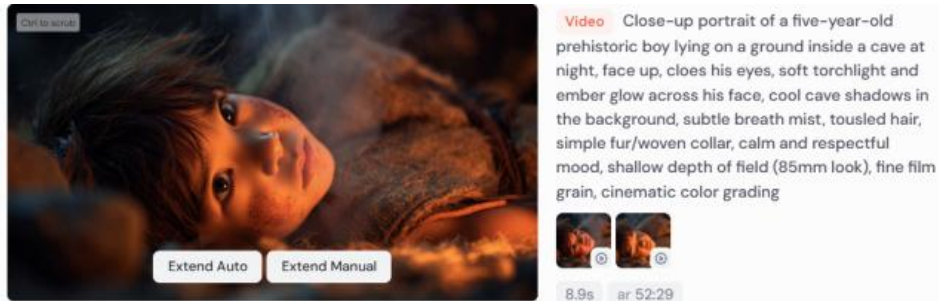 Ctrl to scrub
Extend Auto
Extend Manual
Video Close-up portrait of a five-year-old
prehistoric boy lying on a ground inside a cave at
night, face up, cloes his eyes, soft torchlight and
ember glow across his face, cool cave shadows in
the background, subtle breath mist, tousled hair,
simple fur/woven collar, calm and respectful
mood, shallow depth of field (85mm look), fine film
grain, cinematic color grading
8.9s ar 52:29